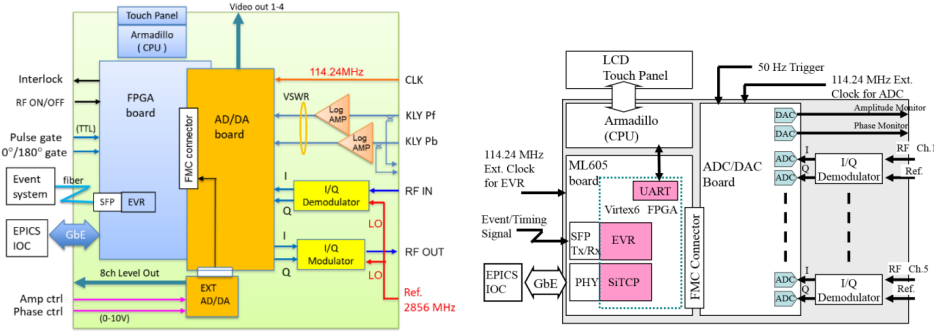 Video out 1-4
Touch Panel
Armadillo
( CPU )
114.24MHz
CLK
Interlock
RF ON/OFF
FPGA
board
AD/DA
board
VSWR
Log
AMP
KLY Pf
Log
AMP
KLY Pb
(TTL)
Pulse gate
0°/180° gate
FMC connector
Event
system
fiber
SFP
EVR
I
Q
I/Q
Demodulator
RF IN
LO
EPICS
IOC
GbE
I
Q
I/Q
Modulator
RF OUT
LO
8ch Level Out
EXT
AD/DA
Ref.
2856 MHz
Amp ctrl
Phase ctrl
(0-10V)
LCD
Touch Panel
50 Hz Trigger
114.24 MHz Ext.
Clock for ADC
Armadillo
(CPU)
DAC
Amplitude Monitor
DAC
Phase Monitor
114.24 MHz
Ext. Clock
for EVR
ML605
board
UART
Virtex6 FPGA
ADC/DAC
Board
ADC
I
ADC
Q
I/Q
Demodulator
RF Ch.1
Ref.
Event/Timing
Signal
SFP
Tx/Rx
EVR
FMC Connector
EPICS
IOC
GbE
PHY
SiTCP
ADC
I
ADC
Q
I/Q
Demodulator
RF Ch.5
Ref.